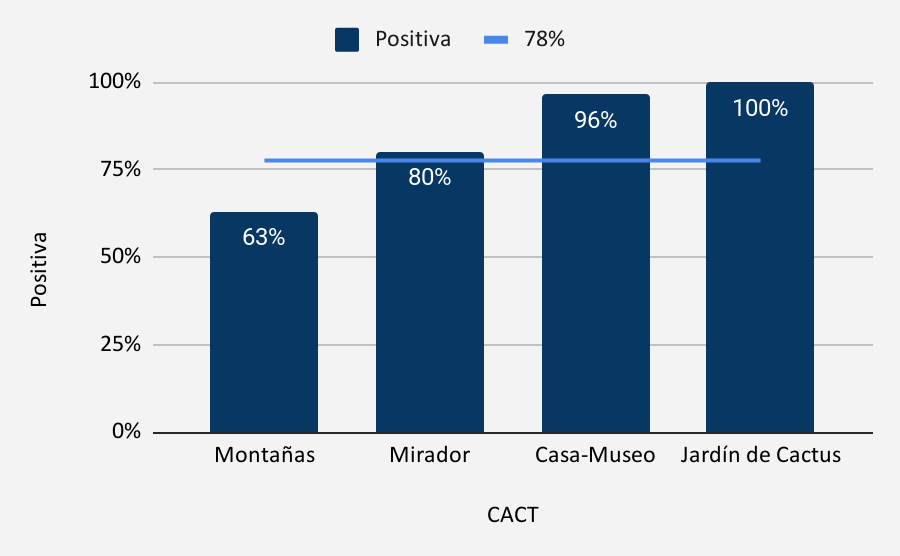 Positiva 78%
100%
75%
50%
25%
0%
Positiva
63%
80%
96%
100%
Montañas Mirador Casa-Museo Jardín de Cactus
CACT